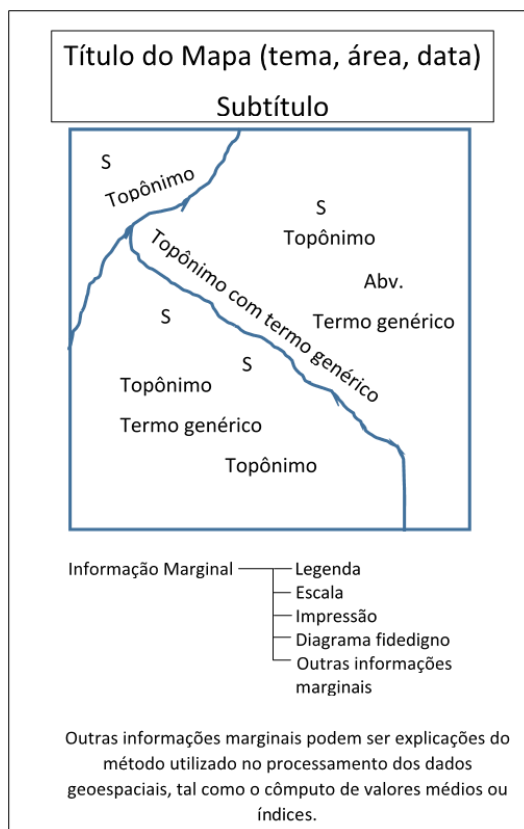 Título do Mapa (tema, área, data)
Subtítulo
S
Topônimo
S
Topônimo
Topônimo com termo genérico
Abv.
Termo genérico
S
S
Topônimo
Termo genérico
Topônimo
Informação Marginal
Legenda
Escala
Impressão
Diagrama fidedigno
Outras informações
marginais
Outras informações marginais podem ser explicações do
método utilizado no processamento dos dados
geoespaciais, tal como o cômputo de valores médios ou
índices.